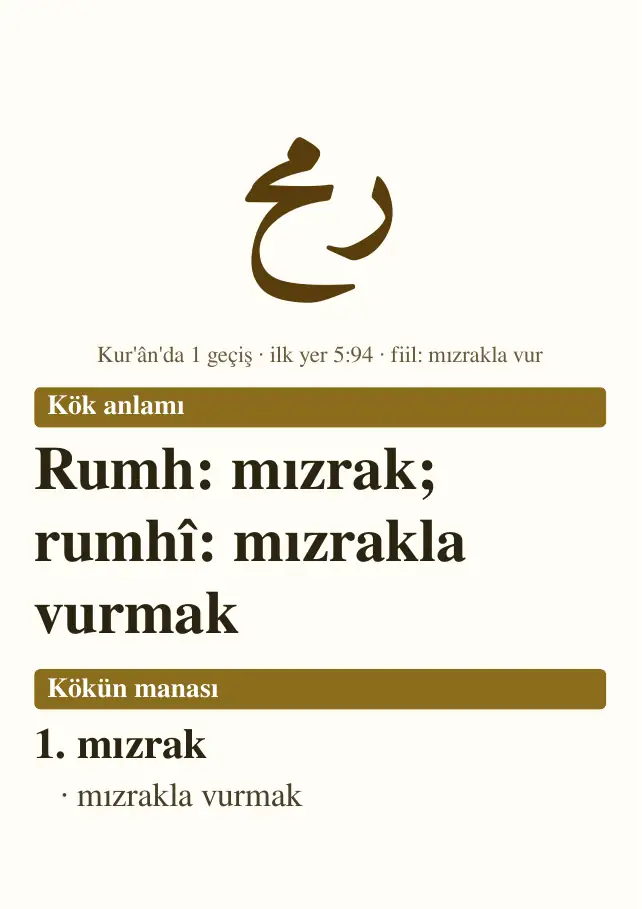 رمح
Kur'ân'da 1 geçiş · ilk yer 5:94 · fiil: mızrakla vur
Kök anlamı
Rumh: mızrak;
rumhî: mızrakla
vurmak
Kökün manası
1. mızrak
· mızrakla vurmak